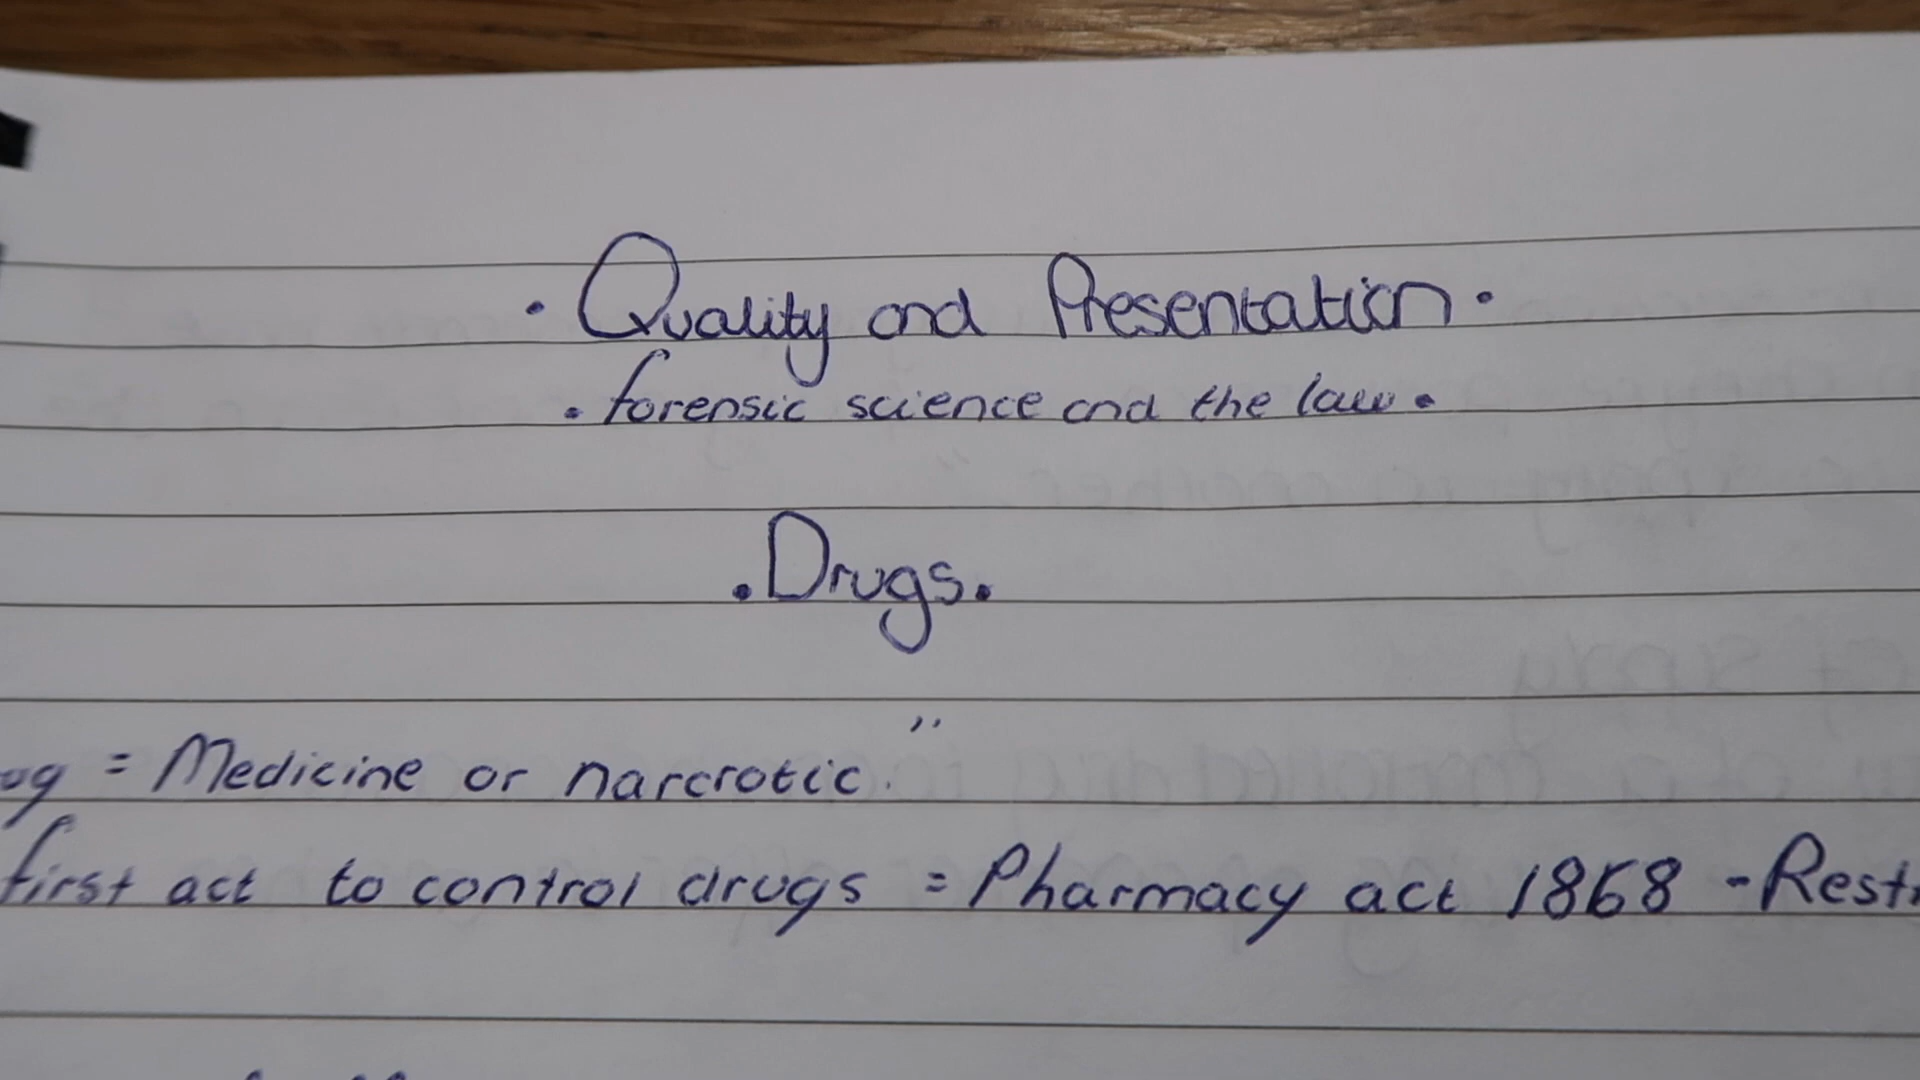 · Quality and Presentation ·
· forensic science and the law ·
. Drugs .
= Medicine or narcrotic."
first act to control drugs = Pharmacy act 1868 -